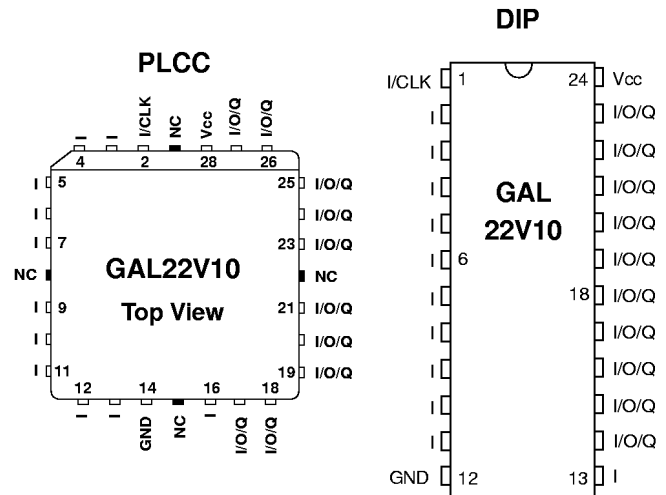 DIP
PLCC
I/CLK 1 24 Vcc
I I/O/Q
I I/O/Q
I I/O/Q
I I/O/Q
I 6 I/O/Q
I 18 I/O/Q
I I/O/Q
I I/O/Q
I I/O/Q
I I/O/Q
GND 12 13 I
GAL
22V10
I I I/CLK NC Vcc I/O/Q I/O/Q
4 2 28 26
I 5 25 I/O/Q
I I/O/Q
I 7 23 I/O/Q
NC GAL22V10 NC
Top View
I 9 21 I/O/Q
I I/O/Q
I 11 19 I/O/Q
12 14 16 18
I I GND NC I I/O/Q I/O/Q